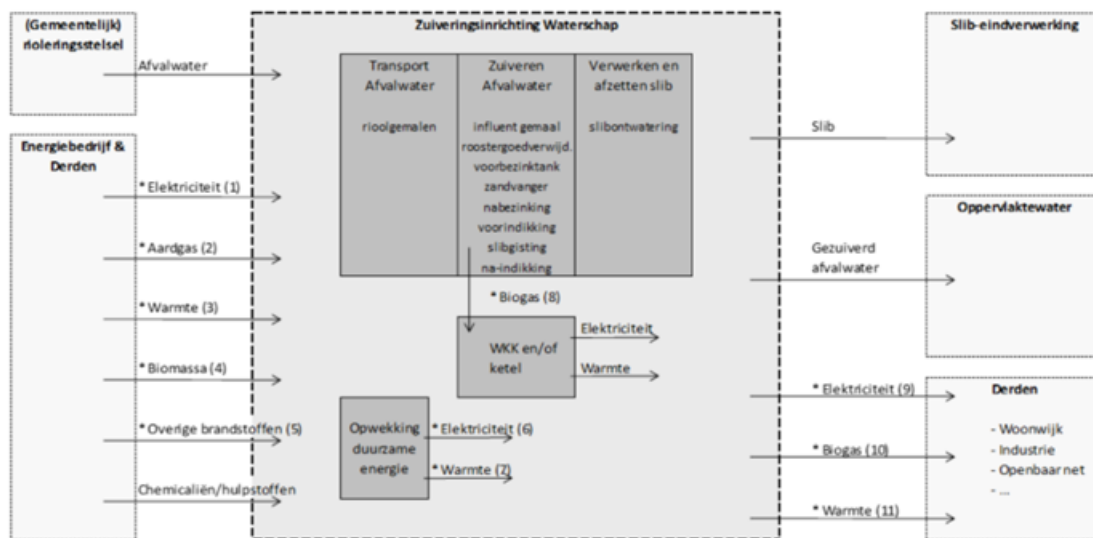 (Gemeentelijk)
rioleringsstelsel
Afvalwater
Energiebedrijf &
Derden
* Elektriciteit (1)
* Aardgas (2)
* Warmte (3)
* Biomassa (4)
* Overige brandstoffen (5)
Chemicaliën/hulpstoffen
Zuiveringsinrichting Waterschap
Transport
Afvalwater
rioolgemalen
Zuiveren
Afvalwater
influent gemaal
roostergoedverwijd.
voorbezinktank
zandvanger
nabezinking
voorindikking
slibgisting
na-indikking
Verwerken en
afzetten slib
slibontwatering
* Biogas (8)
WKK en/of
ketel
Elektriciteit
Warmte
Opwekking
duurzame
energie
* Elektriciteit (6)
* Warmte (7)
Slib-eindverwerking
Slib
Oppervlaktewater
Gezuiverd
afvalwater
* Elektriciteit (9)
* Biogas (10)
* Warmte (11)
Derden
- Woonwijk
- Industrie
- Openbaar net
- ...